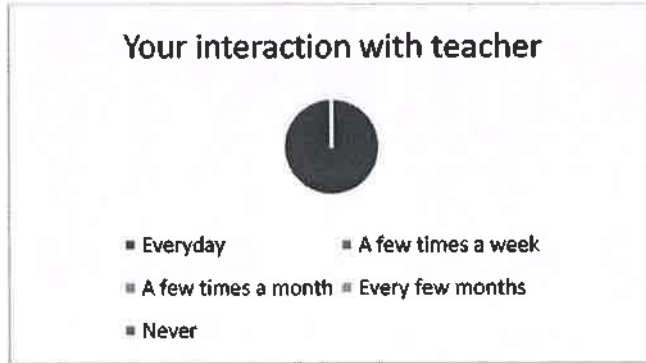 Your interaction with teacher
Everyday A few times a week
A few times a month Every few months
Never